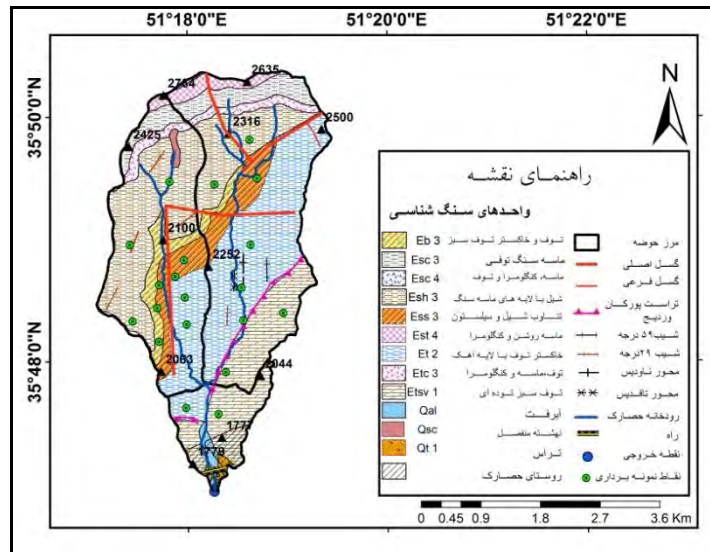 51°18'0"E
51°20'0"E
51°22'0"E
35°50'0"N
35°48'0"N
N
2635
2316
2500
2425
2100
2252
2063
2044
راهنمای نقشه
واحدهای سنگ شناسی
Eb 3 توف و خاکستر توف سبز
Esc 3 ماسه سنگ توفی
Esc 4 ماسه، کنگلومرا و توف
Esh 3 شیل با لایه های ماسه سنگ
Ess 3 تناوب شیل و سیلستون
Est 4 ماسه روشن و کنگلومرا
Et 2 خاکستر توف با لایه آهک
Etc 3 توف، ماسه و کنگلومرا
Etsv 1 توف سبز توده ای
Qal آبرفت
Qsc نهشته منفصل
Qt 1 تراس
روستای حصارک
مرز حوضه
گسل اصلی
گسل فرعی
تراست پورکان
وردیج
شیب ۵۹ درجه
شیب ۲۹درجه
محور ناودیس
محور تاقدیس
رودخانه حصارک
راه
نقطه خروجی
نقاط نمونه برداری
0 0.45 0.9 1.8 2.7 3.6 Km